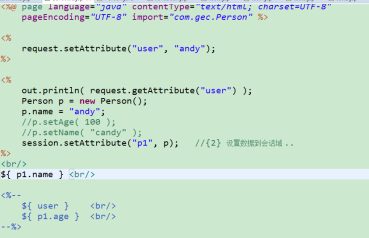 <%@ page language="java" contentType="text/html; charset=UTF-8"
pageEncoding="UTF-8" import="com.gec.Person" %>
<%
request.setAttribute("user", "andy");
%>
<%
out.println( request.getAttribute("user") );
Person p = new Person();
p.name = "andy";
//p.setAge( 100 );
//p.setName( "candy" );
session.setAttribute("p1", p);   //{2} 设置数据到会话域 ..
%>
<br/>
${ p1.name } <br/>
<%--
${ user }    <br/>
${ p1.age }  <br/>
--%>